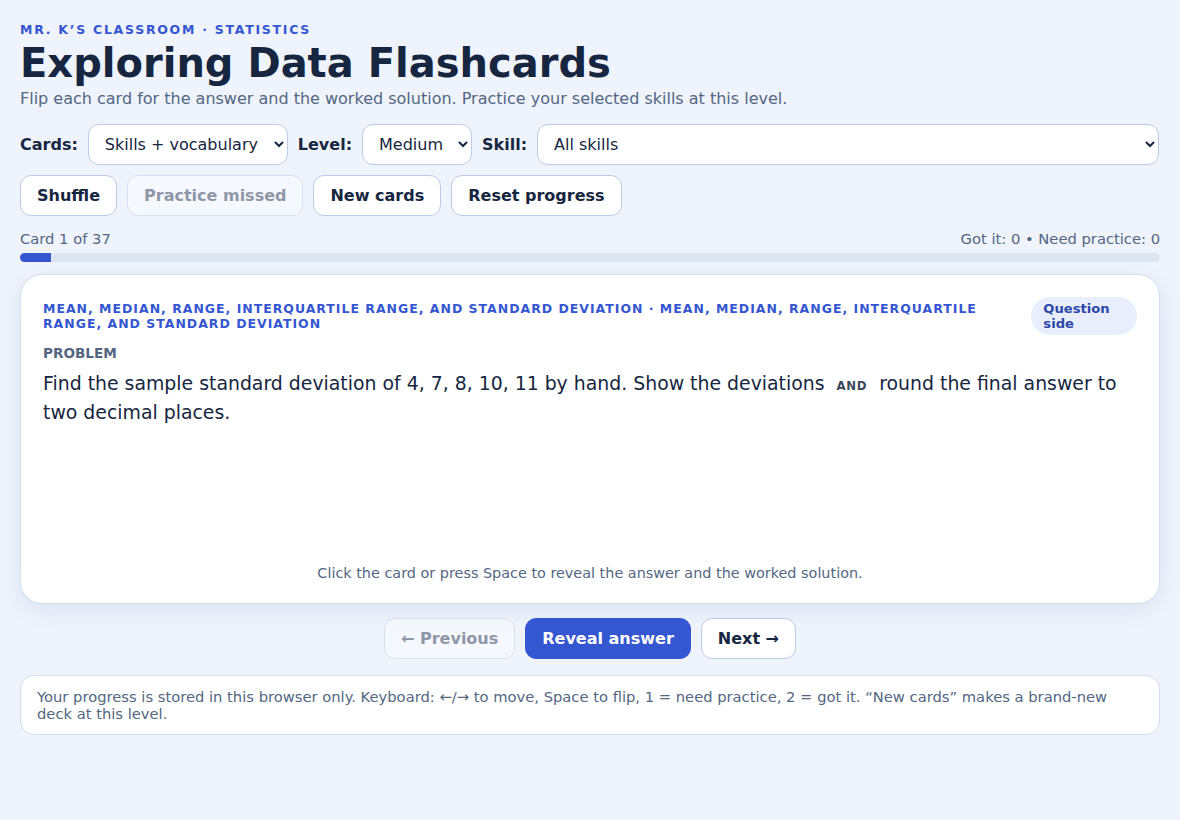 MR. K’S CLASSROOM · STATISTICS
Exploring Data Flashcards
Flip each card for the answer and the worked solution. Practice your selected skills at this level.
Cards: Skills + vocabulary Level: Medium Skill: All skills
Shuffle Practice missed New cards Reset progress
Card 1 of 37 Got it: 0 • Need practice: 0
MEAN, MEDIAN, RANGE, INTERQUARTILE RANGE, AND STANDARD DEVIATION · MEAN, MEDIAN, RANGE, INTERQUARTILE
RANGE, AND STANDARD DEVIATION
Question
side
PROBLEM
Find the sample standard deviation of 4, 7, 8, 10, 11 by hand. Show the deviations AND round the final answer to
two decimal places.
Click the card or press Space to reveal the answer and the worked solution.
← Previous Reveal answer Next →
Your progress is stored in this browser only. Keyboard: ←/→ to move, Space to flip, 1 = need practice, 2 = got it. “New cards” makes a brand-new
deck at this level.